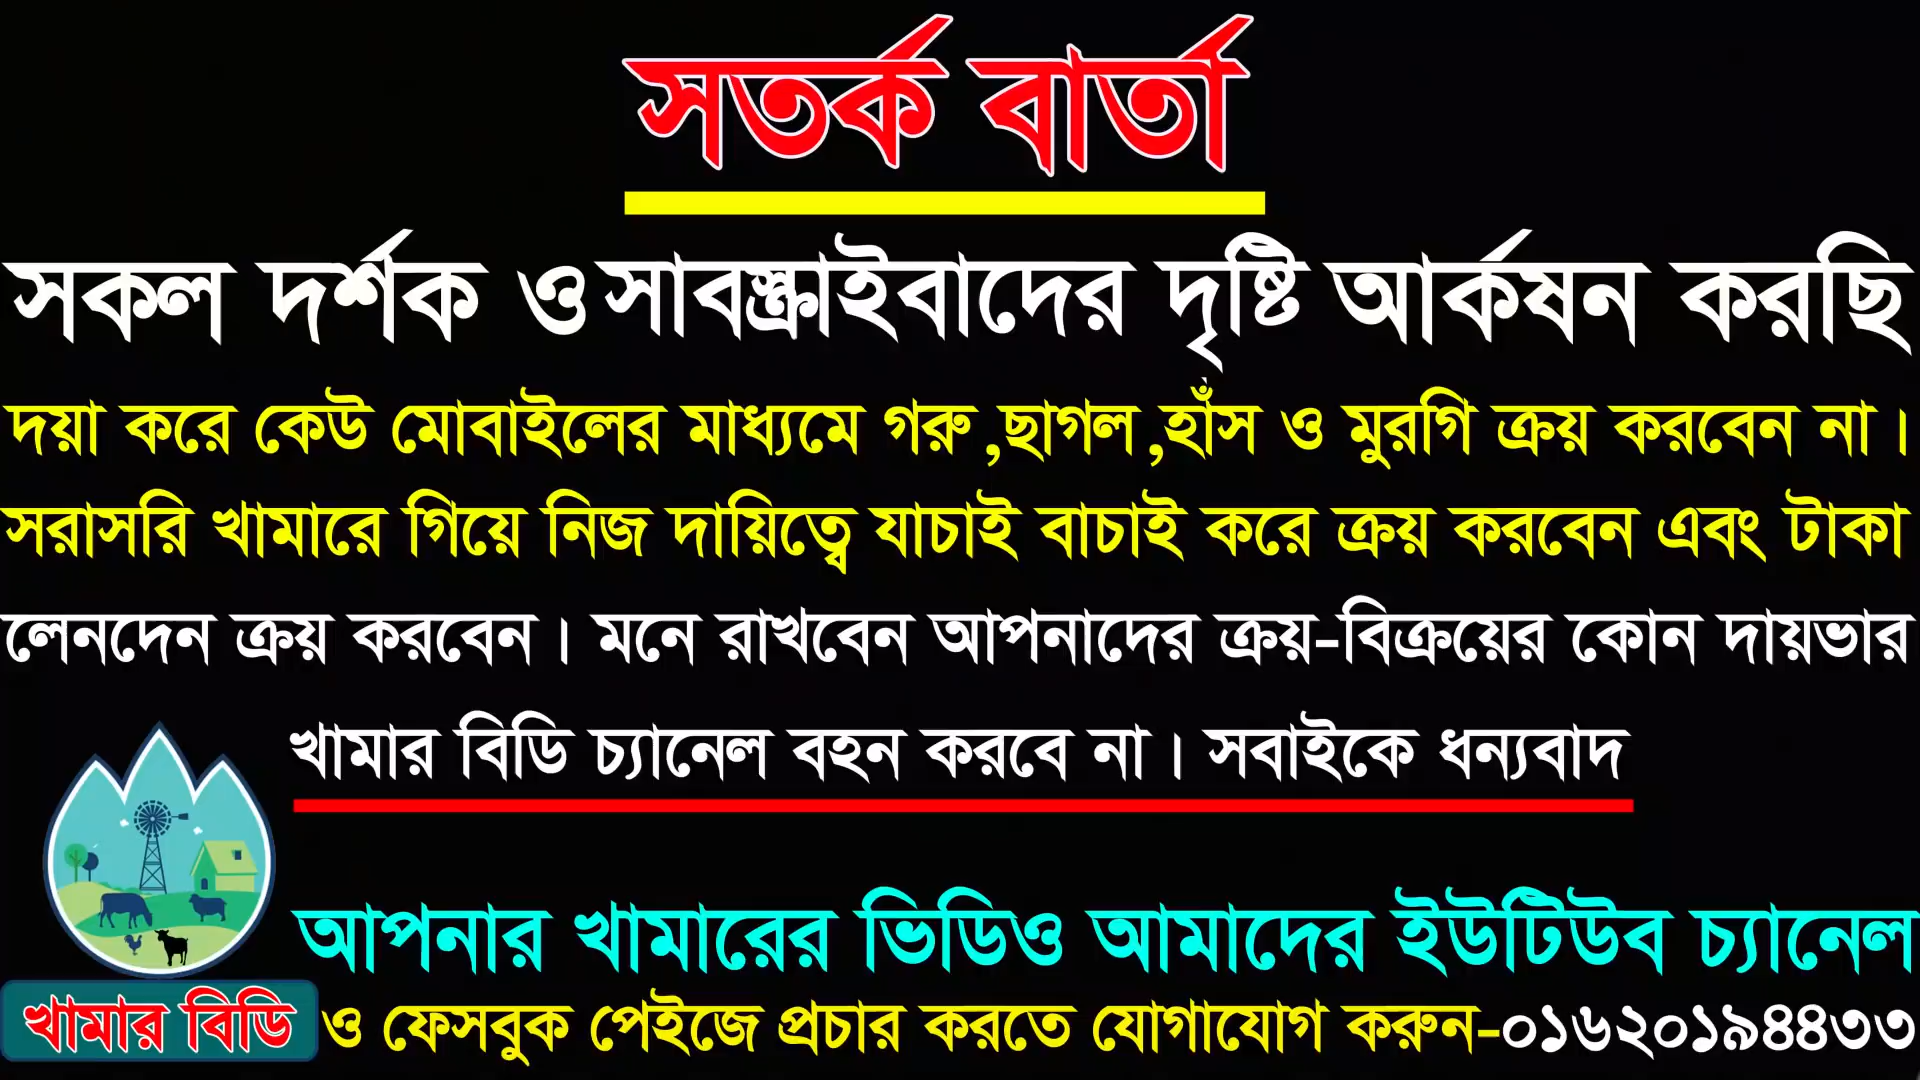 সতর্ক বার্তা
সকল দর্শক ও সাবস্ক্রাইবাদের দৃষ্টি আর্কষন করছি
দয়া করে কেউ মোবাইলের মাধ্যমে গরু,ছাগল,হাঁস ও মুরগি ক্রয় করবেন না।
সরাসরি খামারে গিয়ে নিজ দায়িত্বে যাচাই বাচাই করে ক্রয় করবেন এবং টাকা
লেনদেন ক্রয় করবেন। মনে রাখবেন আপনাদের ক্রয়-বিক্রয়ের কোন দায়ভার
খামার বিডি চ্যানেল বহন করবে না। সবাইকে ধন্যবাদ
আপনার খামারের ভিডিও আমাদের ইউটিউব চ্যানেল
খামার বিডি
ও ফেসবুক পেইজে প্রচার করতে যোগাযোগ করুন-০১৬২০১৯৪৪৩৩